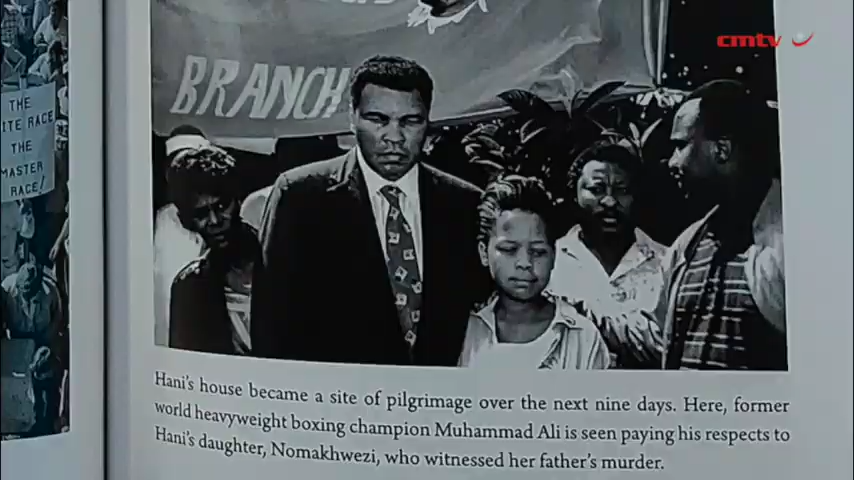 THE
ITE RACE
THE
MASTER
RACE!
BRANCH
cmtv
Hani's house became a site of pilgrimage over the next nine days. Here, former
world heavyweight boxing champion Muhammad Ali is seen paying his respects to
Hani's daughter, Nomakhwezi, who witnessed her father's murder.